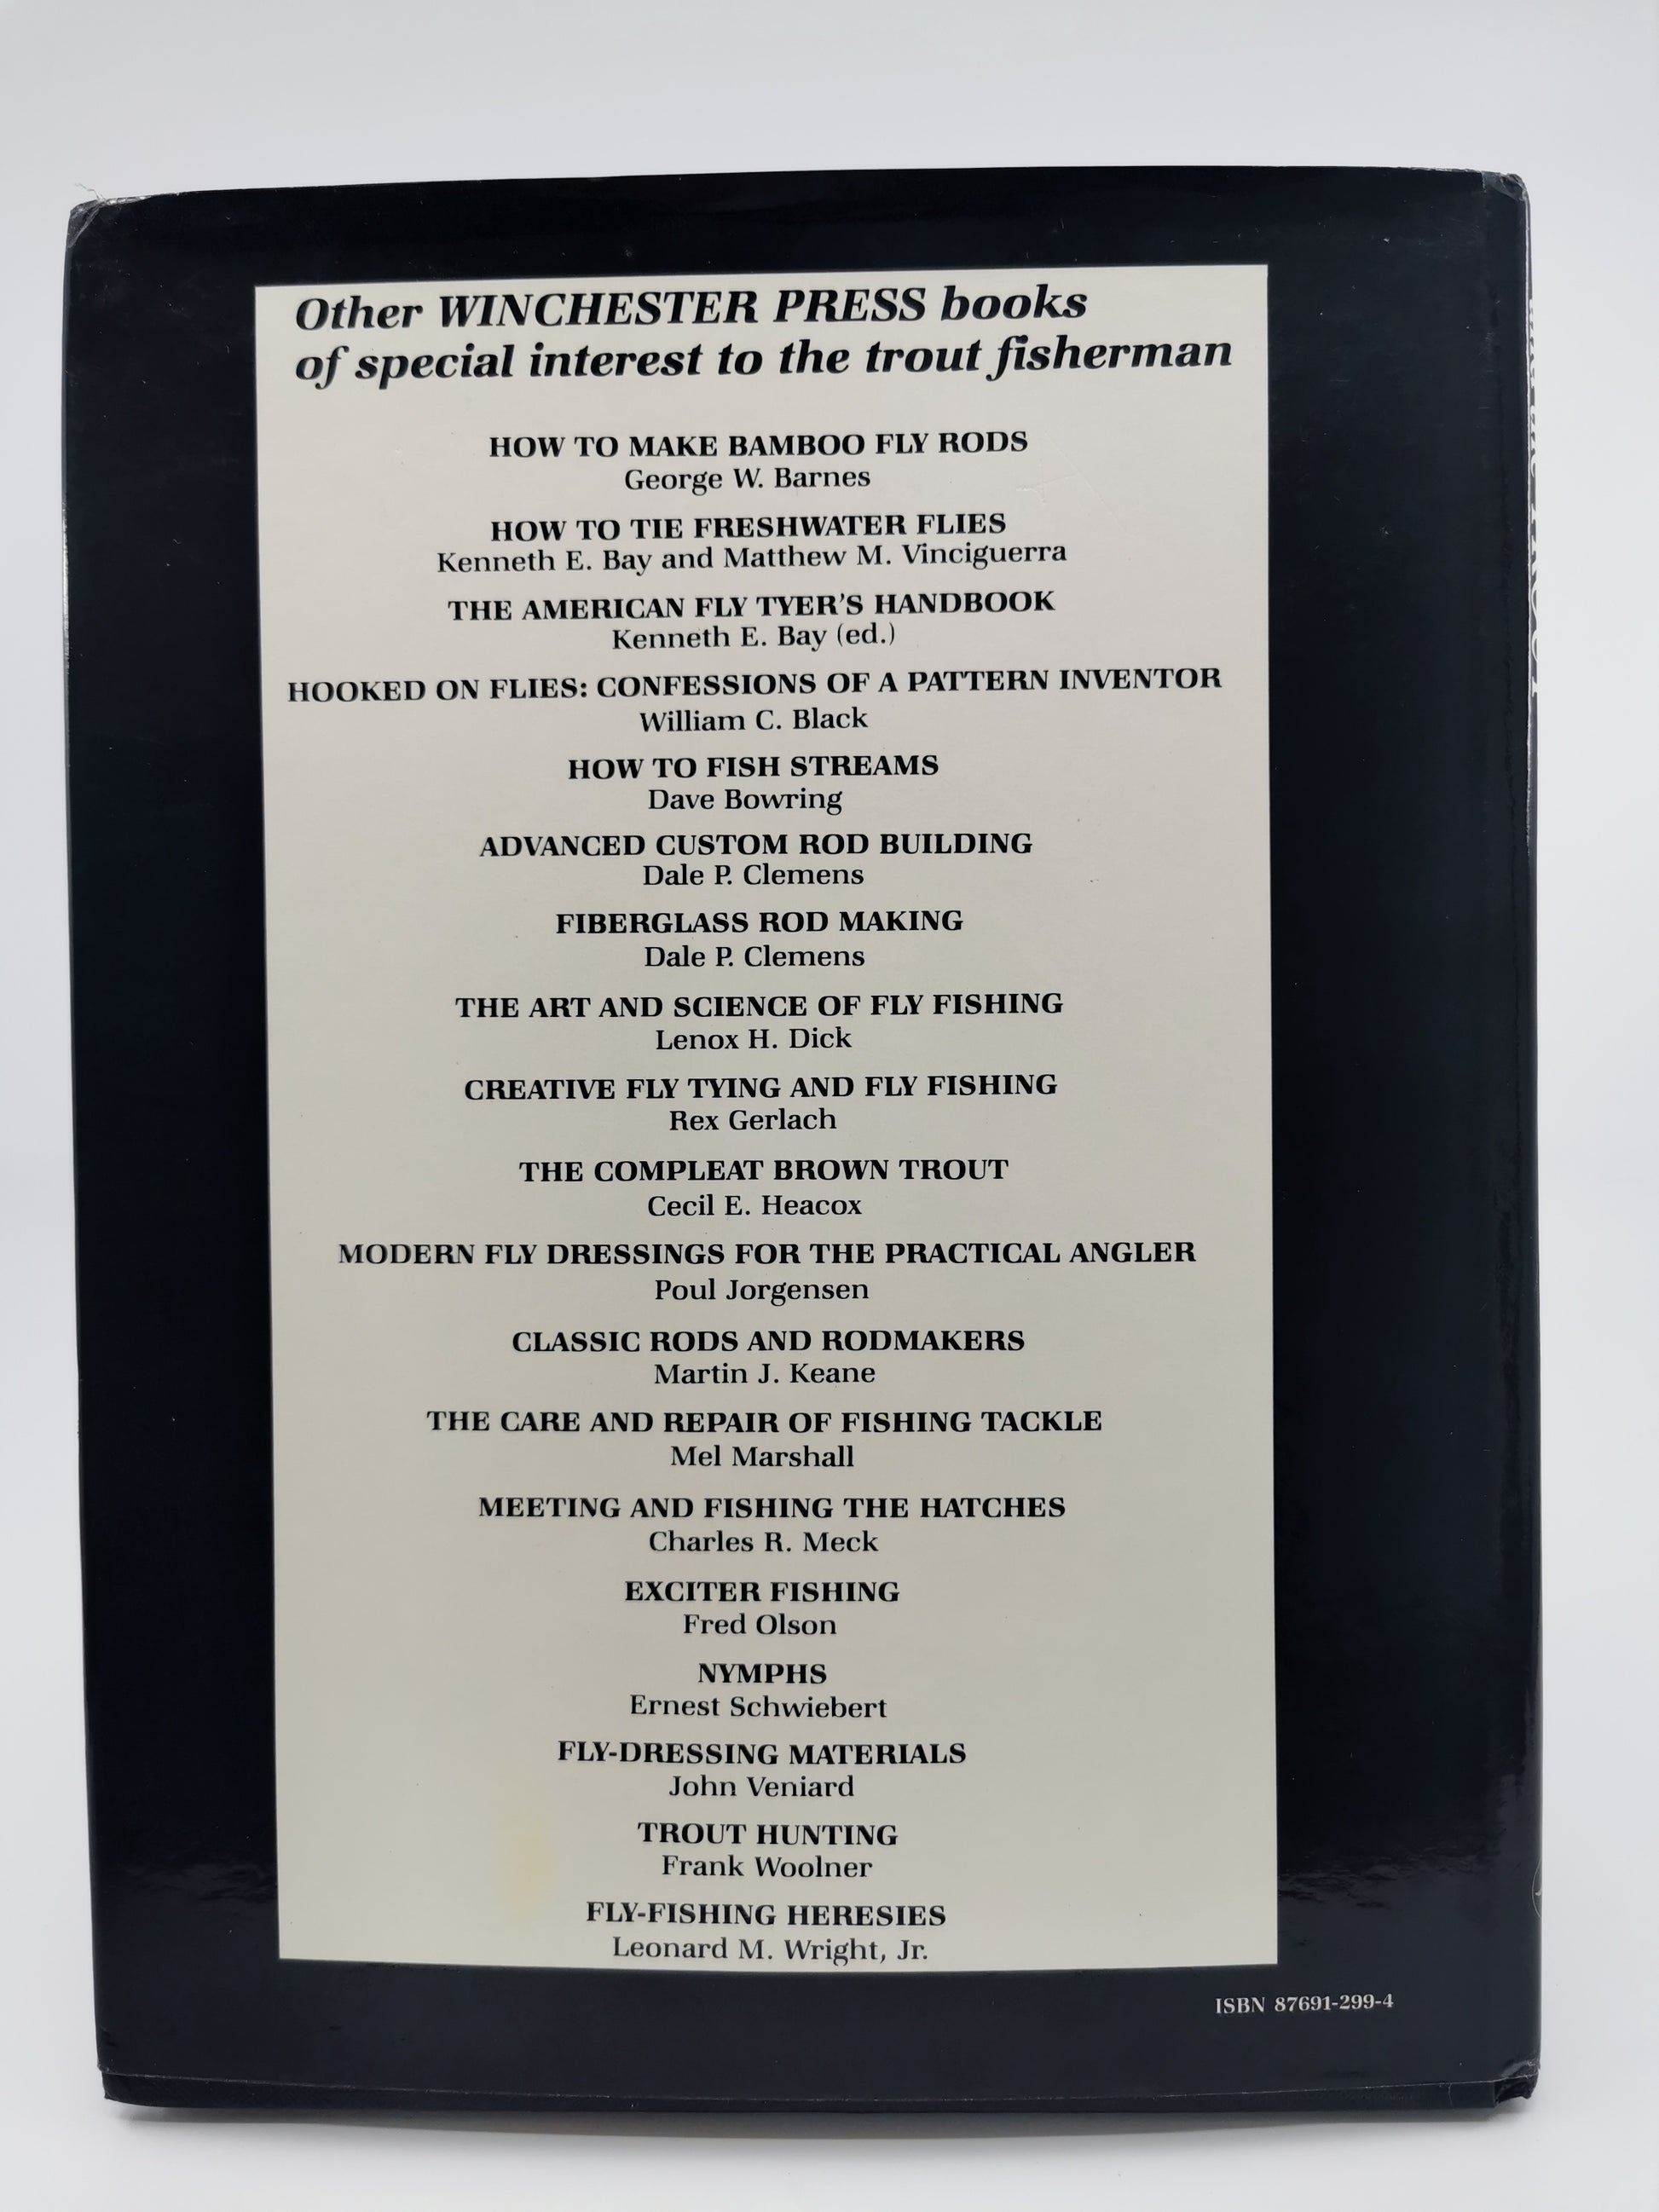 Other WINCHESTER PRESS books
of special interest to the trout fisherman
HOW TO MAKE BAMBOO FLY RODS
George W. Barnes
HOW TO TIE FRESHWATER FLIES
Kenneth E. Bay and Matthew M. Vinciguerra
THE AMERICAN FLY TYER'S HANDBOOK
Kenneth E. Bay (ed.)
HOOKED ON FLIES: CONFESSIONS OF A PATTERN INVENTOR
William C. Black
HOW TO FISH STREAMS
Dave Bowring
ADVANCED CUSTOM ROD BUILDING
Dale P. Clemens
FIBERGLASS ROD MAKING
Dale P. Clemens
THE ART AND SCIENCE OF FLY FISHING
Lenox H. Dick
CREATIVE FLY TYING AND FLY FISHING
Rex Gerlach
THE COMPLEAT BROWN TROUT
Cecil E. Heacox
MODERN FLY DRESSINGS FOR THE PRACTICAL ANGLER
Poul Jorgensen
CLASSIC RODS AND RODMAKERS
Martin J. Keane
THE CARE AND REPAIR OF FISHING TACKLE
Mel Marshall
MEETING AND FISHING THE HATCHES
Charles R. Meck
EXCITER FISHING
Fred Olson
NYMPHS
Ernest Schwiebert
FLY-DRESSING MATERIALS
John Veniard
TROUT HUNTING
Frank Woolner
FLY-FISHING HERESIES
Leonard M. Wright, Jr.
ISBN 87691-299-4